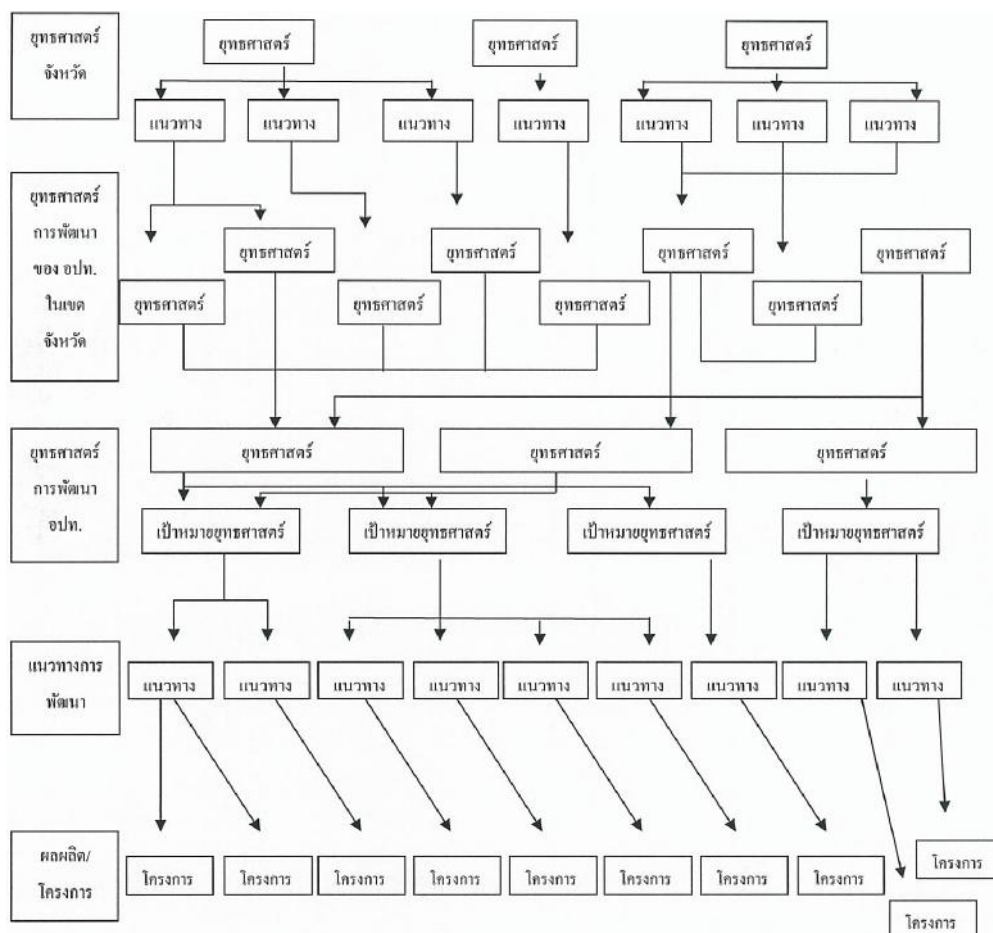 ยุทธศาสตร์
จังหวัด
ยุทธศาสตร์
ยุทธศาสตร์
ยุทธศาสตร์
แนวทาง
แนวทาง
แนวทาง
แนวทาง
แนวทาง
แนวทาง
แนวทาง
ยุทธศาสตร์
การพัฒนา
ของ อปท.
ในเขต
จังหวัด
ยุทธศาสตร์
ยุทธศาสตร์
ยุทธศาสตร์
ยุทธศาสตร์
ยุทธศาสตร์
ยุทธศาสตร์
ยุทธศาสตร์
ยุทธศาสตร์
ยุทธศาสตร์
การพัฒนา
อปท.
ยุทธศาสตร์
ยุทธศาสตร์
ยุทธศาสตร์
เป้าหมายยุทธศาสตร์
เป้าหมายยุทธศาสตร์
เป้าหมายยุทธศาสตร์
เป้าหมายยุทธศาสตร์
แนวทางการ
พัฒนา
แนวทาง
แนวทาง
แนวทาง
แนวทาง
แนวทาง
แนวทาง
แนวทาง
แนวทาง
แนวทาง
ผลผลิต/
โครงการ
โครงการ
โครงการ
โครงการ
โครงการ
โครงการ
โครงการ
โครงการ
โครงการ
โครงการ
โครงการ